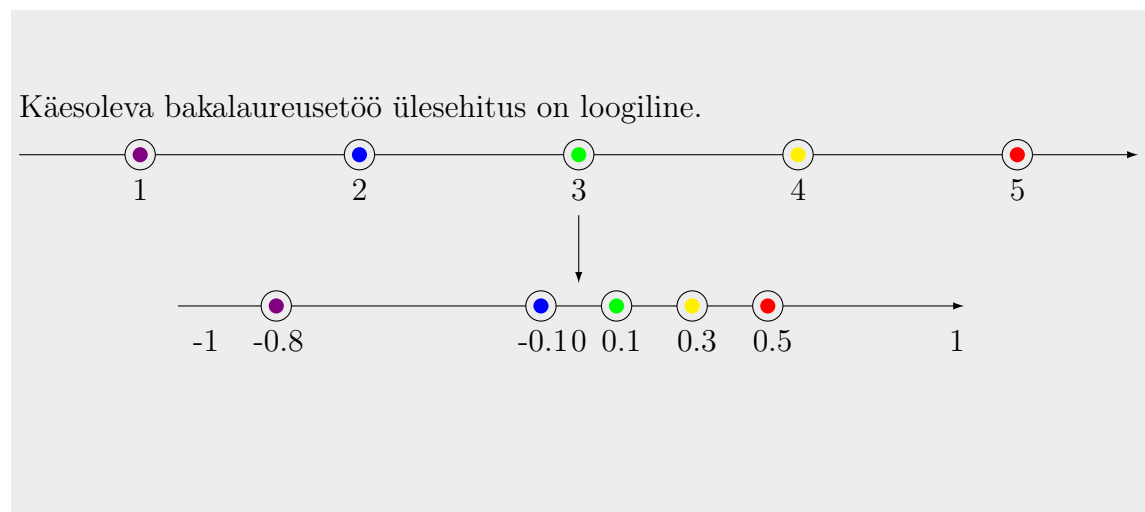 Käesoleva bakalaureusetöö ülesehitus on loogiline.
1 2 3 4 5
-1 -0.8 -0.10 0.1 0.3 0.5 1